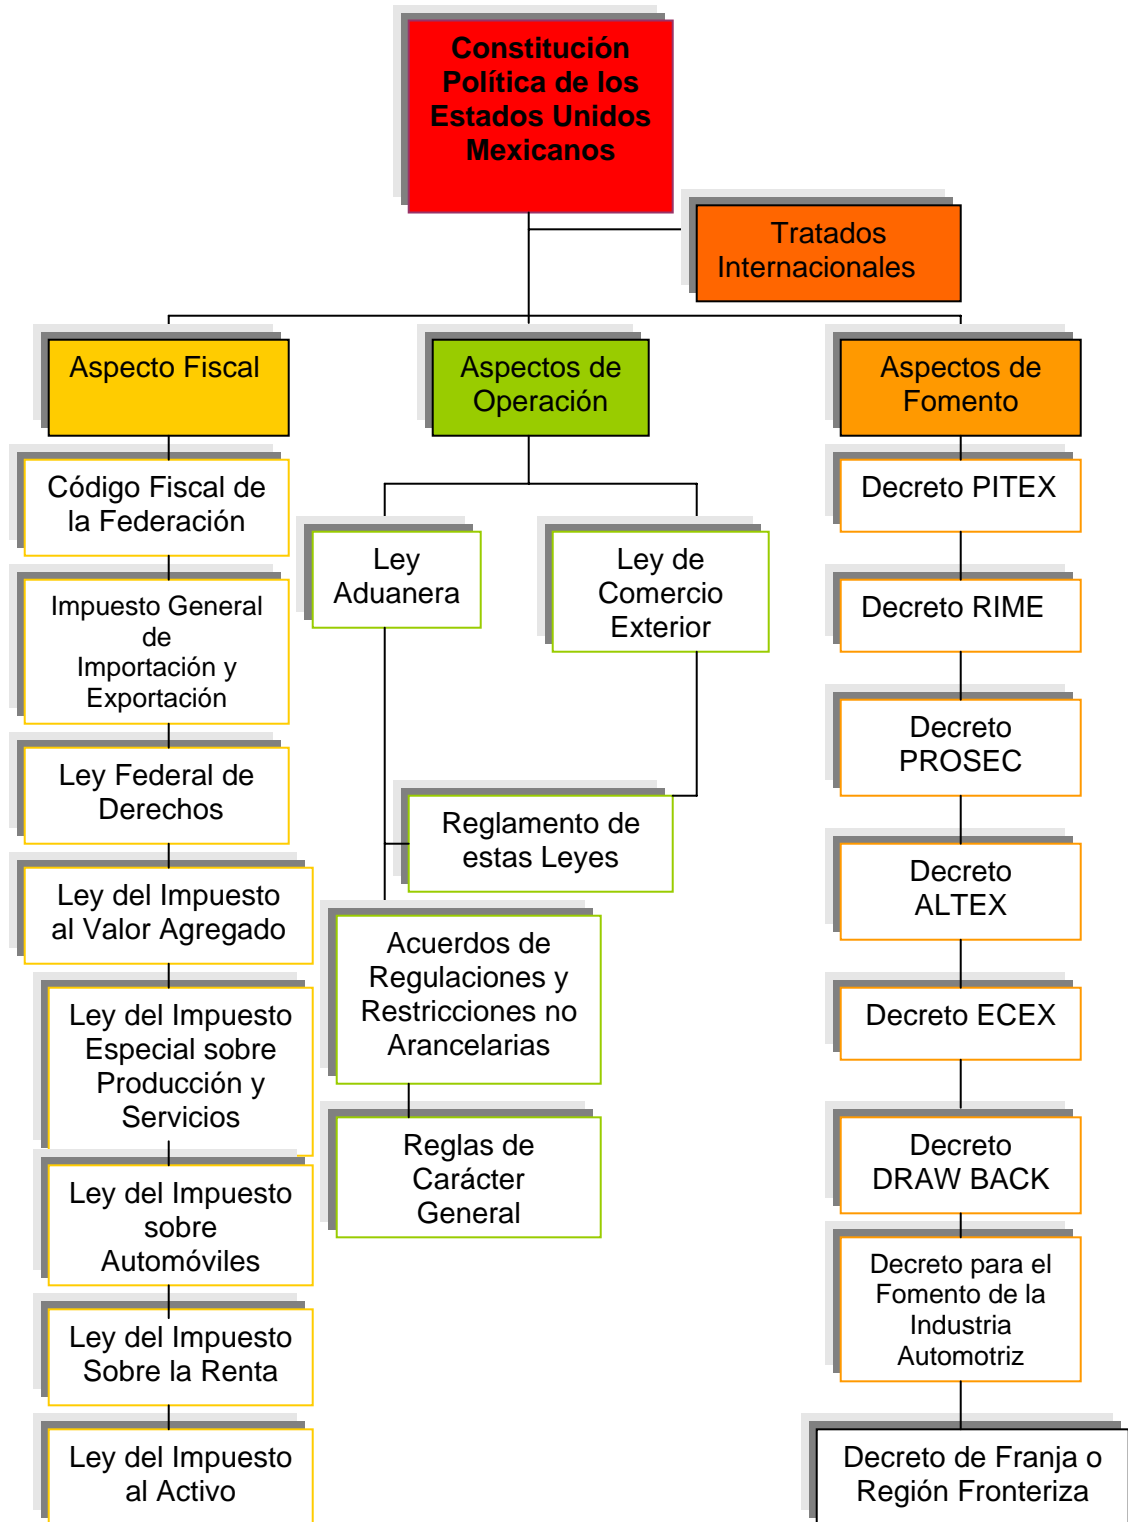 Constitución
Política de los
Estados Unidos
Mexicanos
Tratados
Internacionales
Aspecto Fiscal
Aspectos de
Operación
Aspectos de
Fomento
Código Fiscal de
la Federación
Impuesto General
de
Importación y
Exportación
Ley Federal de
Derechos
Ley del Impuesto
al Valor Agregado
Ley del Impuesto
Especial sobre
Producción y
Servicios
Ley del Impuesto
sobre
Automóviles
Ley del Impuesto
Sobre la Renta
Ley del Impuesto
al Activo
Ley
Aduanera
Ley de
Comercio
Exterior
Reglamento de
estas Leyes
Acuerdos de
Regulaciones y
Restricciones no
Arancelarias
Reglas de
Carácter
General
Decreto PITEX
Decreto RIME
Decreto
PROSEC
Decreto
ALTEX
Decreto ECEX
Decreto
DRAW BACK
Decreto para el
Fomento de la
Industria
Automotriz
Decreto de Franja o
Región Fronteriza